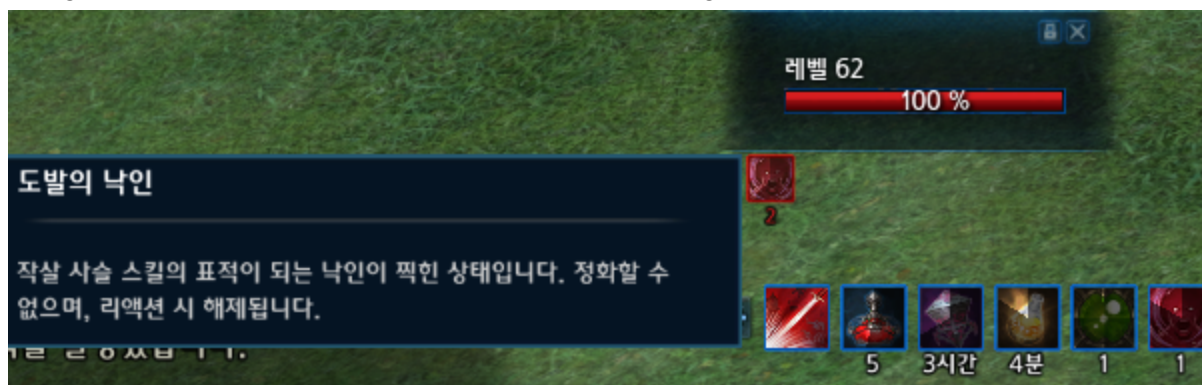 레벨 62
100 %
도발의 낙인
2
작살 사슬 스킬의 표적이 되는 낙인이 찍힌 상태입니다. 정화할 수
없으며, 리액션 시 해제됩니다.
5 3시간 4분 1 1